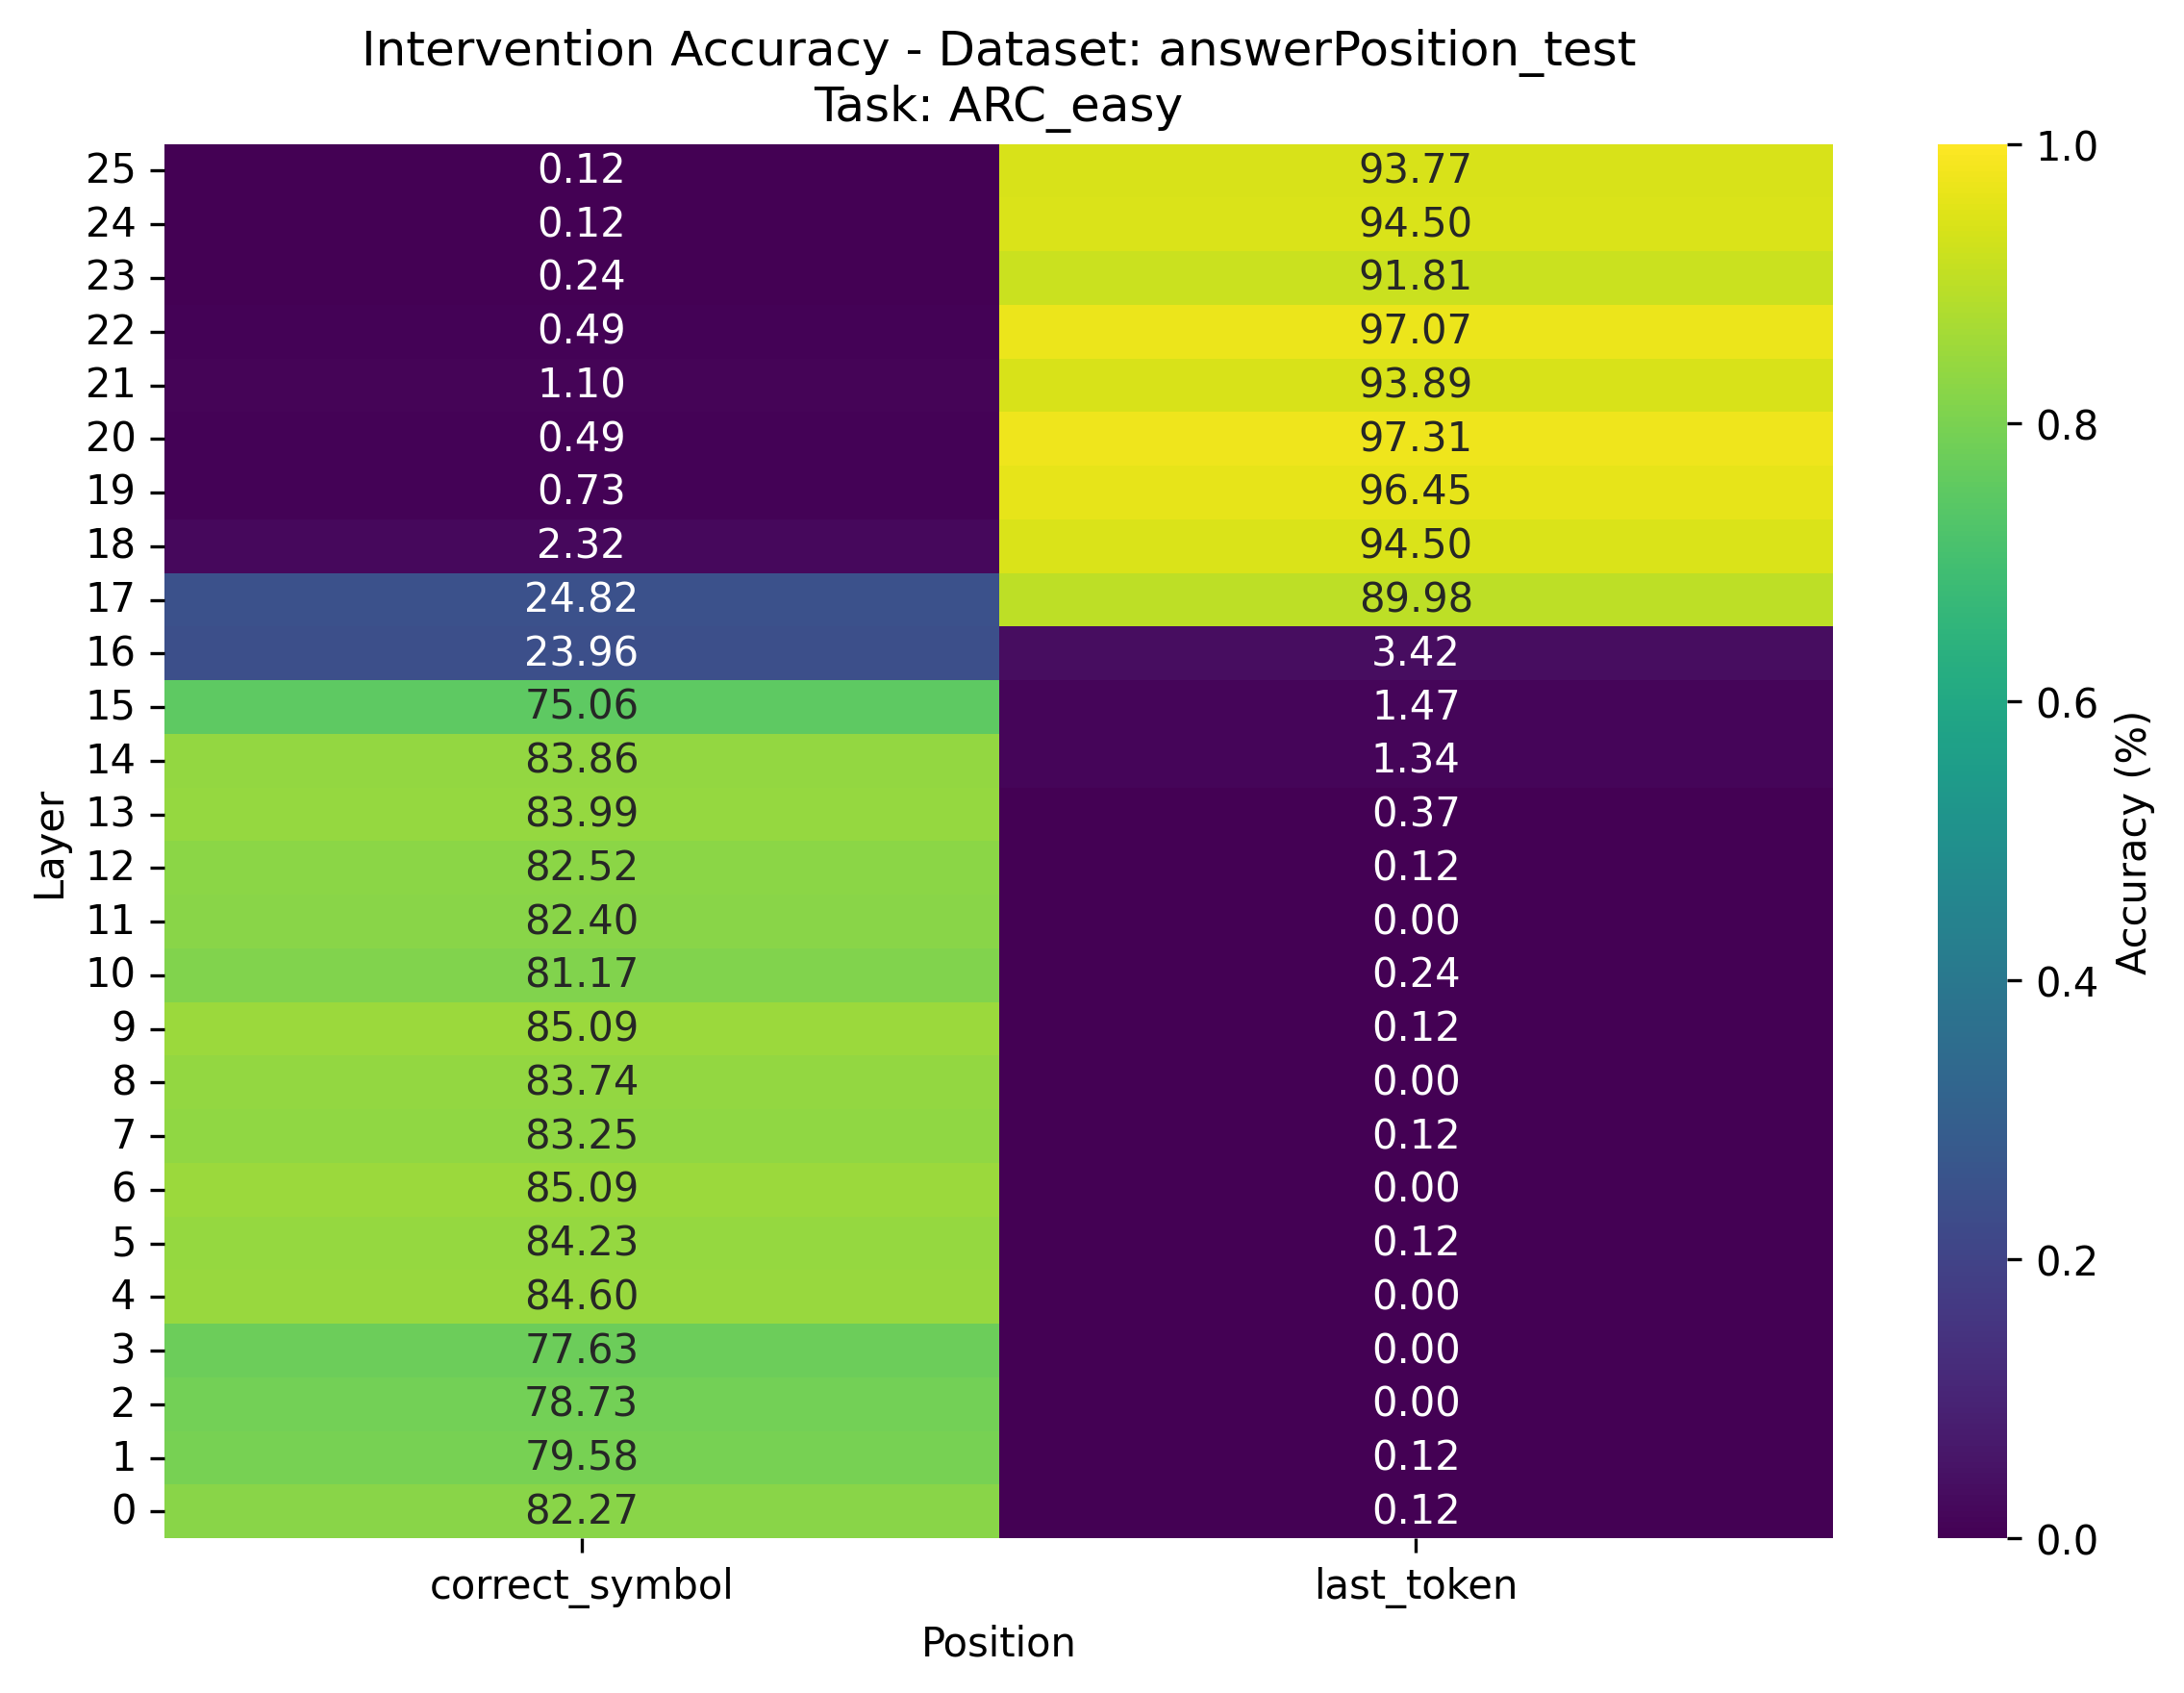 Intervention Accuracy - Dataset: answerPosition_test
Task: ARC_easy
25 0.12 93.77
24 0.12 94.50
23 0.24 91.81
22 0.49 97.07
21 1.10 93.89
20 0.49 97.31
19 0.73 96.45
18 2.32 94.50
17 24.82 89.98
16 23.96 3.42
15 75.06 1.47
14 83.86 1.34
13 83.99 0.37
12 82.52 0.12
11 82.40 0.00
10 81.17 0.24
9 85.09 0.12
8 83.74 0.00
7 83.25 0.12
6 85.09 0.00
5 84.23 0.12
4 84.60 0.00
3 77.63 0.00
2 78.73 0.00
1 79.58 0.12
0 82.27 0.12
Layer
correct_symbol last_token
Position
1.0
0.8
0.6
0.4
0.2
0.0
Accuracy (%)